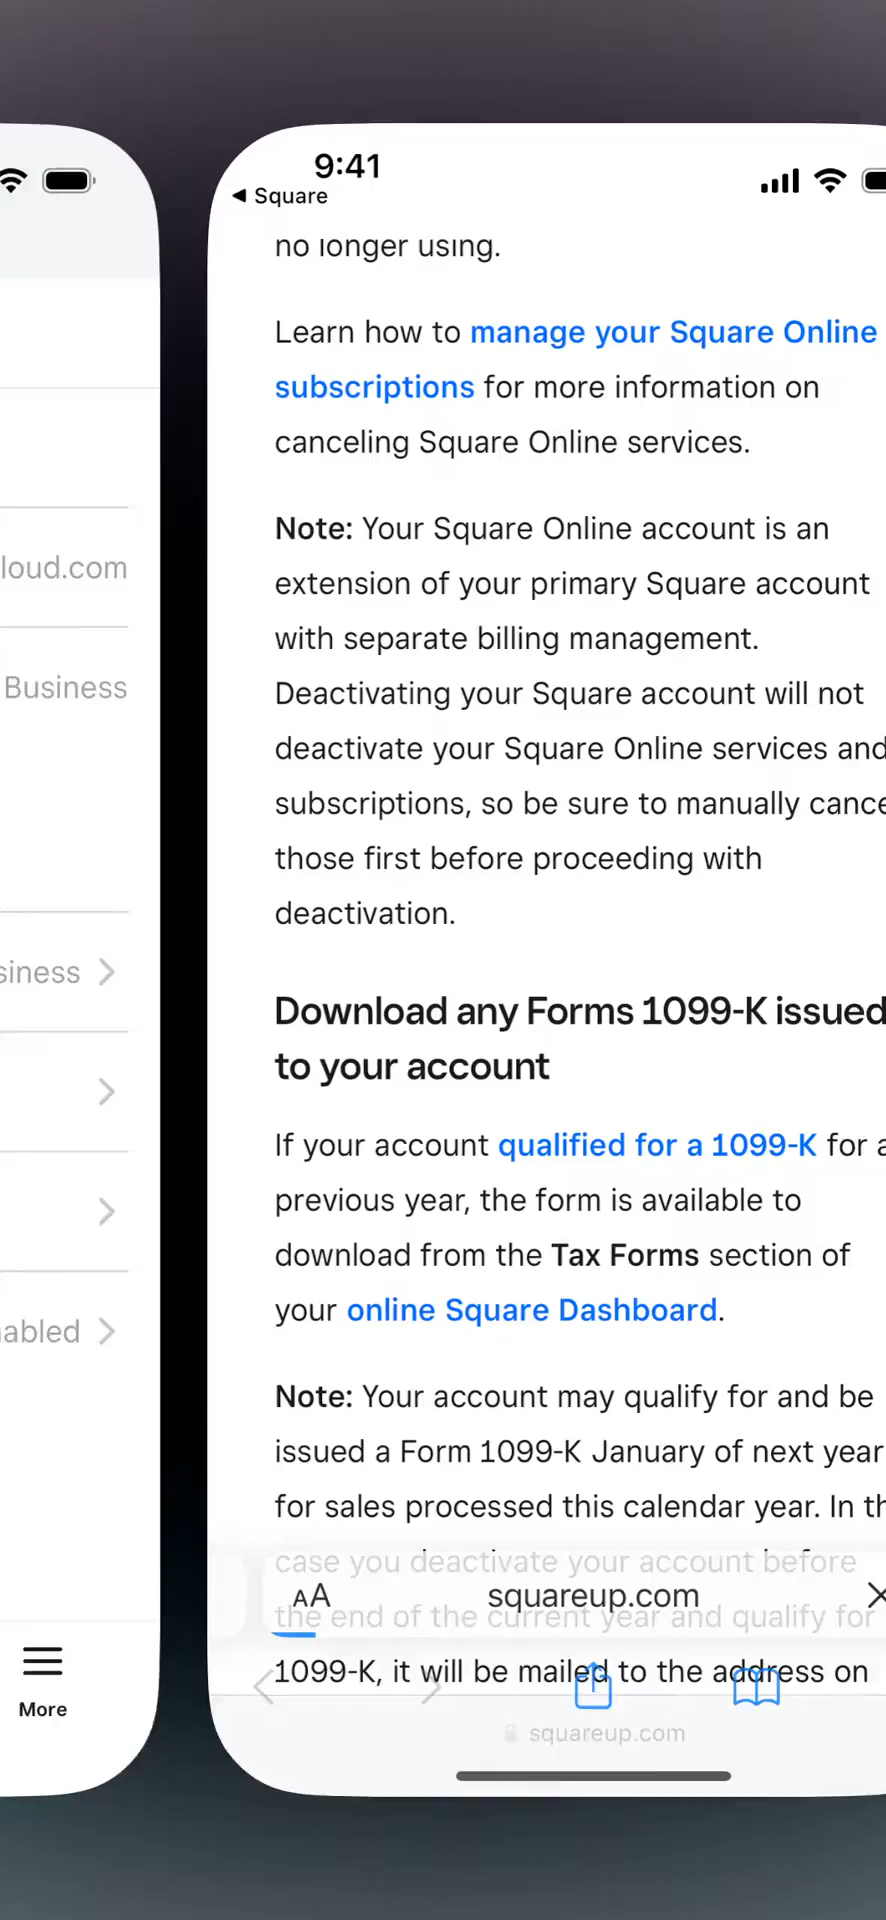 9:41
Square
no longer using.
Learn how to manage your Square Online
subscriptions for more information on
canceling Square Online services.
Note: Your Square Online account is an
extension of your primary Square account
with separate billing management.
Deactivating your Square account will not
deactivate your Square Online services and
subscriptions, so be sure to manually cance
those first before proceeding with
deactivation.
Download any Forms 1099-K issued
to your account
If your account qualified for a 1099-K for a
previous year, the form is available to
download from the Tax Forms section of
your online Square Dashboard.
Note: Your account may qualify for and be
issued a Form 1099-K January of next year
for sales processed this calendar year. In th
case you deactivate your account before
the end of the current year and qualify for
1099-K, it will be mailed to the address on
AA squareup.com
squareup.com
loud.com
Business
siness
abled
More